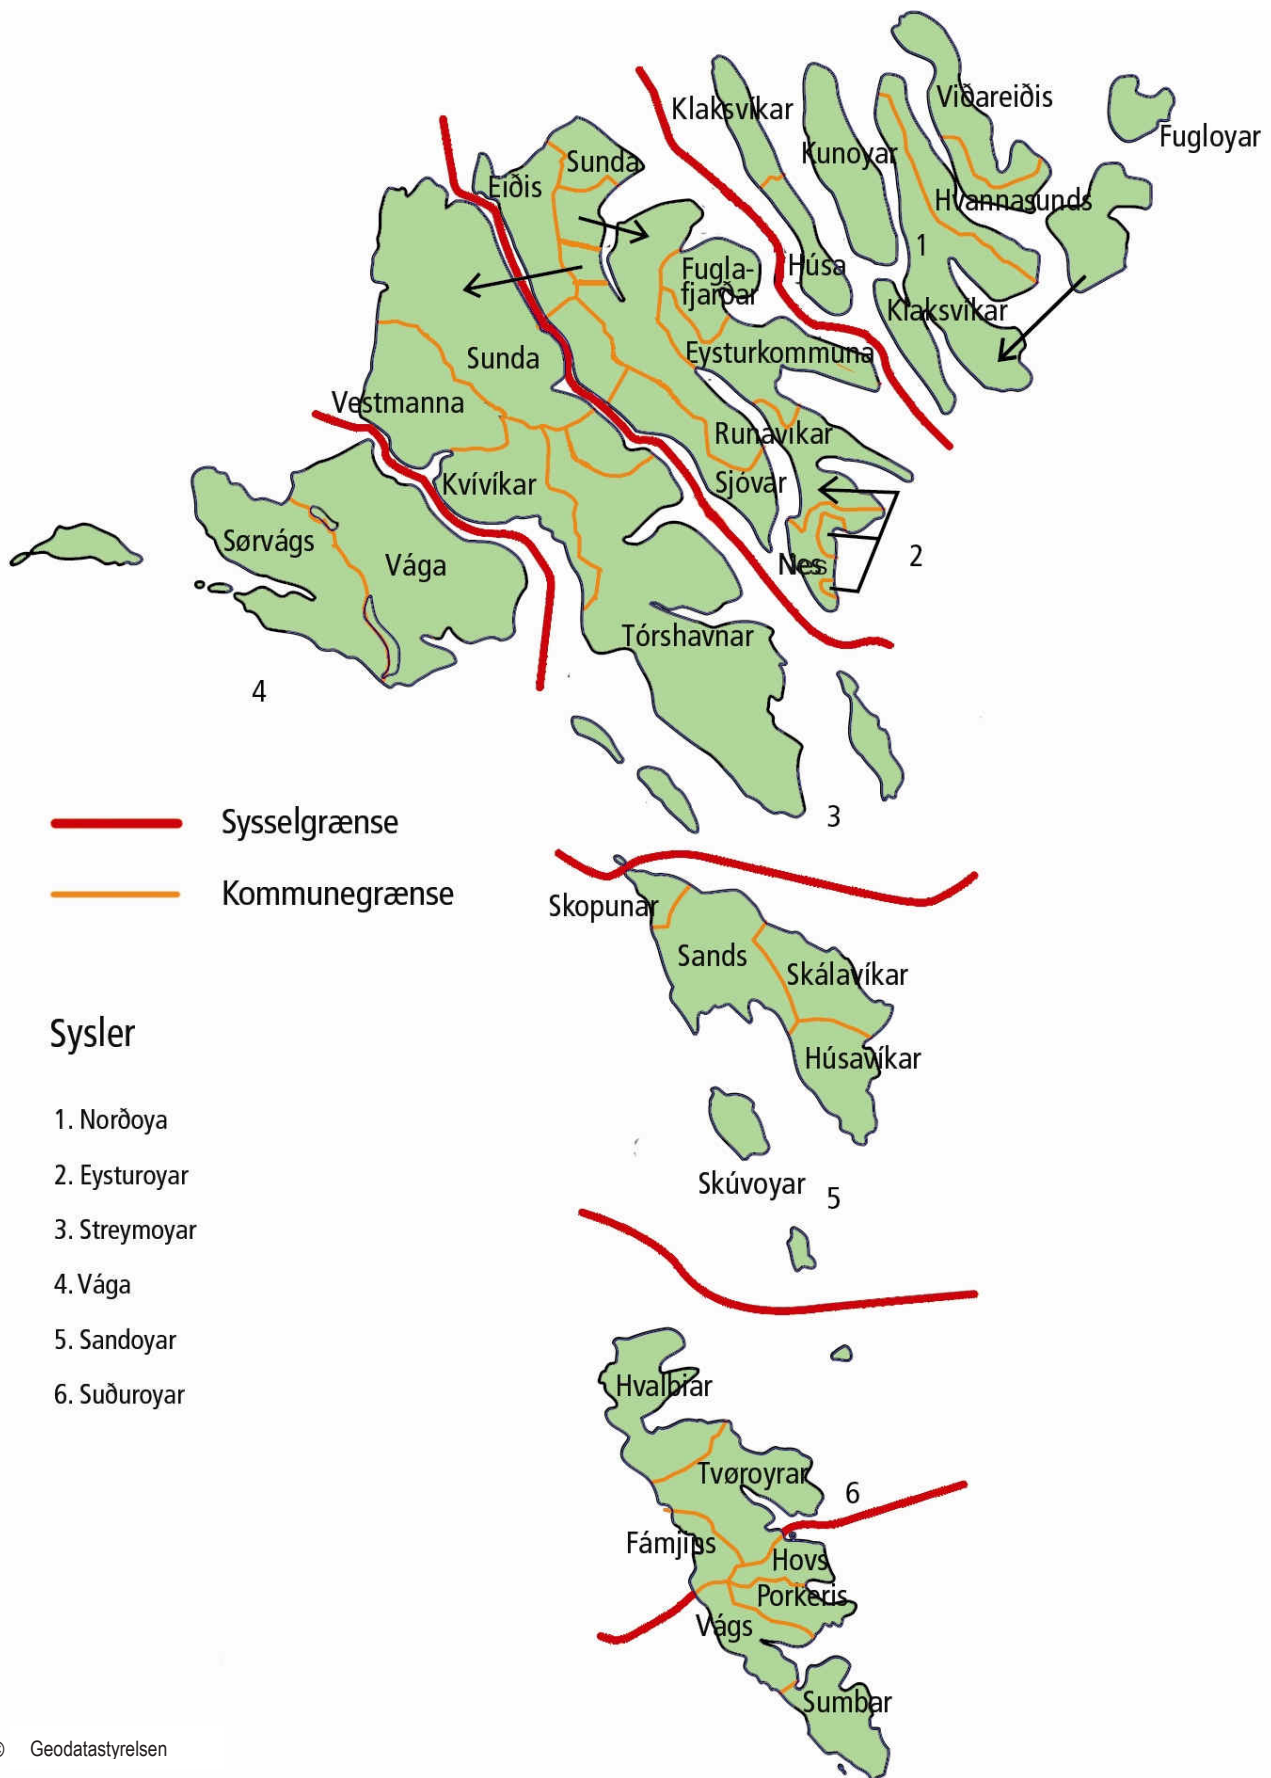 Viðareiðis
Klaksvíkar
Fugloyar
Kunoyar
Sunda
Eiðis
Hvannasunds
1
Fugla-
fjarðar
Húsa
Klaksvíkar
Eysturkommuna
Sunda
Vestmanna
Runavíkar
Kvívíkar
Sjóvar
Sørvágs
Vága
Nes
2
Tórshavnar
4
3
Sysselgrænse
Kommunegrænse
Skopunar
Sands
Skálavíkar
Sysler
Húsavíkar
1. Norðoya
2. Eysturoyar
Skúvoyar
5
3. Streymoyar
4. Vága
5. Sandoyar
6. Suðuroyar
Hvalbiar
Tvøroyrar
6
Fámjins
Hovs
Porkeris
Vágs
Sumbar
© Geodatastyrelsen